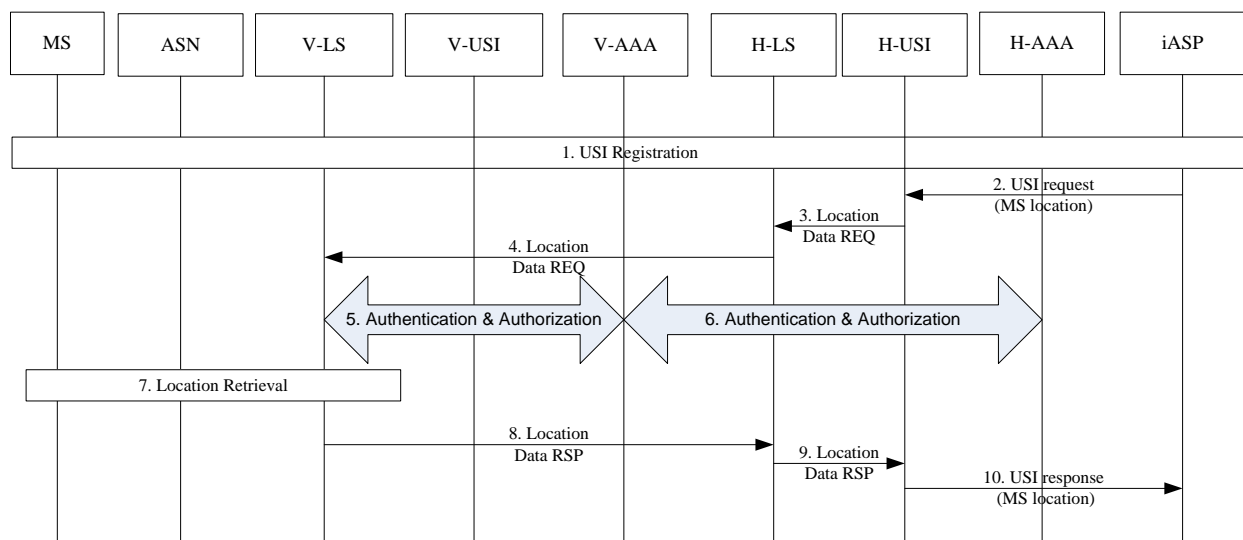 MS ASN V-LS V-USI V-AAA H-LS H-USI H-AAA iASP
1. USI Registration
2. USI request
(MS location)
3. Location
Data REQ
4. Location
Data REQ
5. Authentication & Authorization
6. Authentication & Authorization
7. Location Retrieval
8. Location
Data RSP
9. Location
Data RSP
10. USI response
(MS location)